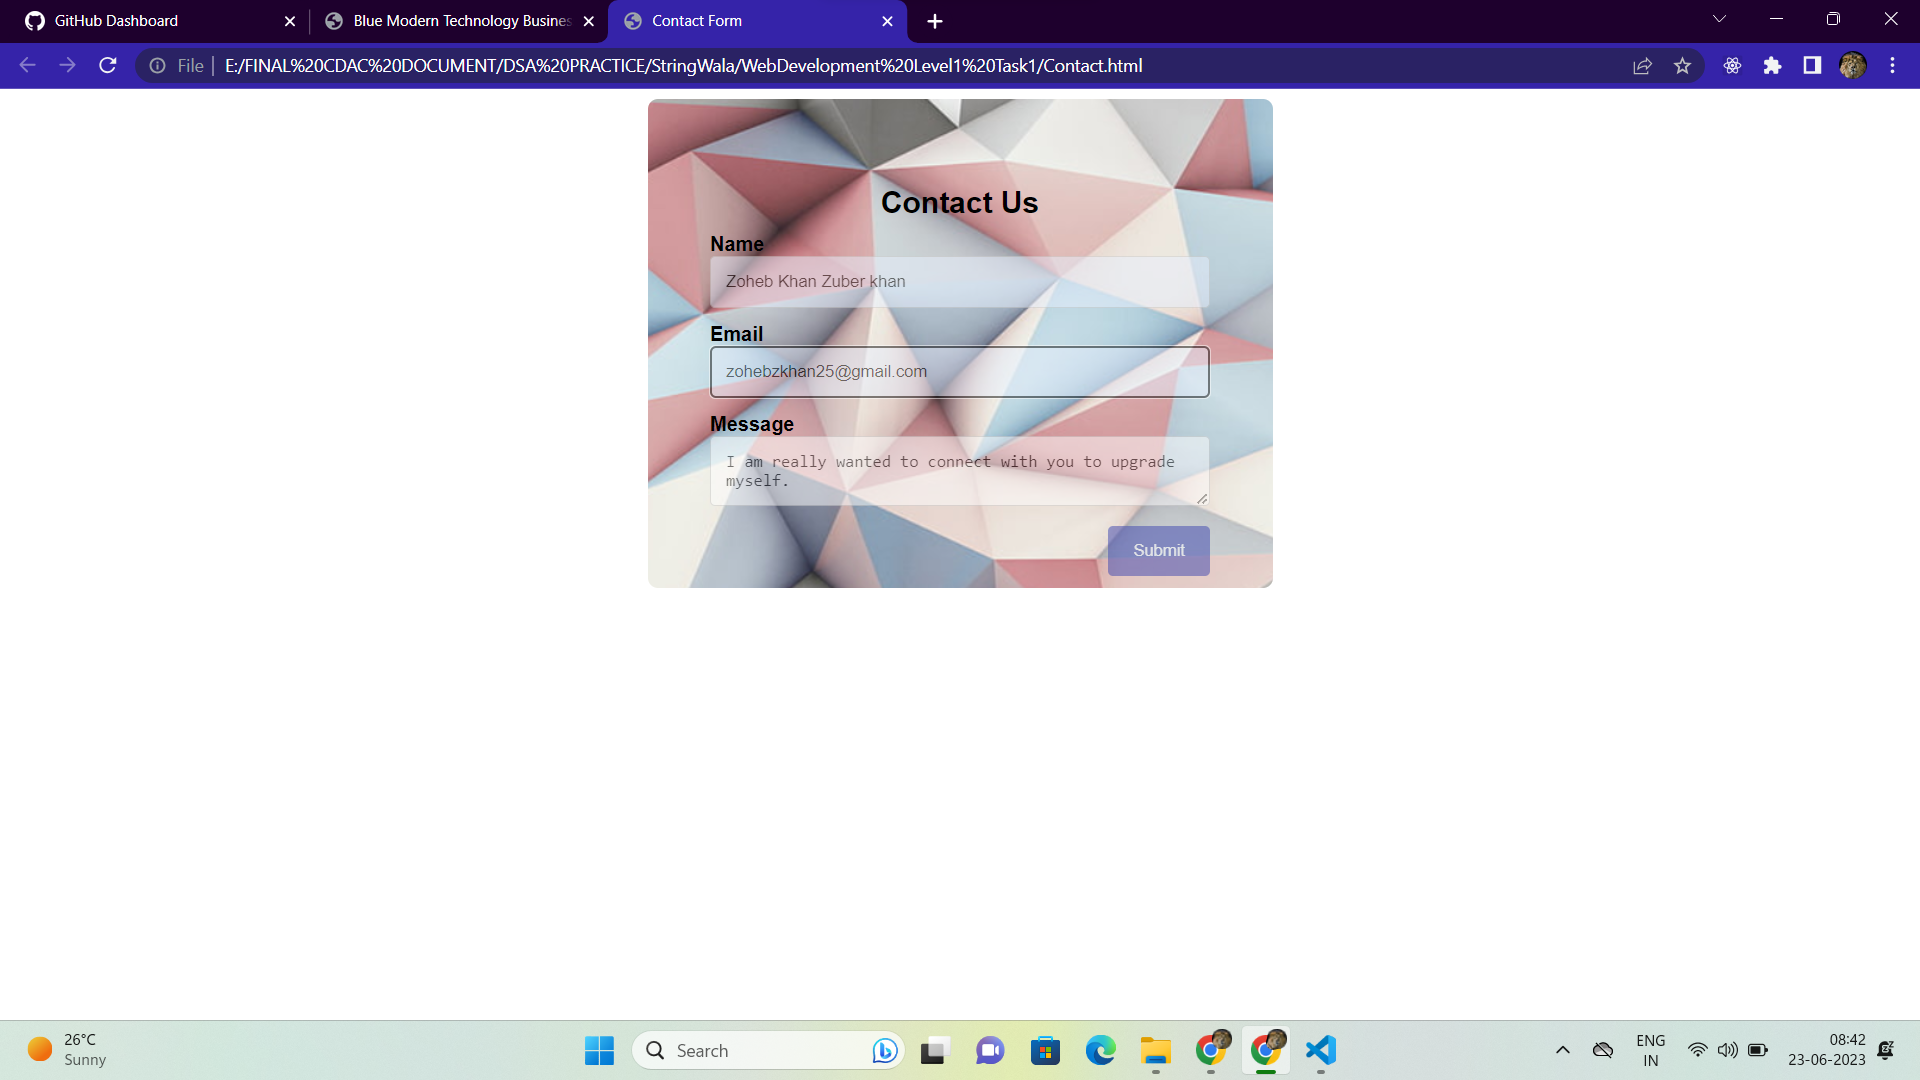 GitHub Dashboard
Blue Modern Technology Busines
Contact Form
File
E:/FINAL%20CDAC%20DOCUMENT/DSA%20PRACTICE/StringWala/WebDevelopment%20Level1%20Task1/Contact.html
Contact Us
Name
Zoheb Khan Zuber khan
Email
zohebzkhan25@gmail.com
Message
I am really wanted to connect with you to upgrade
myself.
Submit
26°C
Sunny
Search
ENG
IN
08:42
23-06-2023